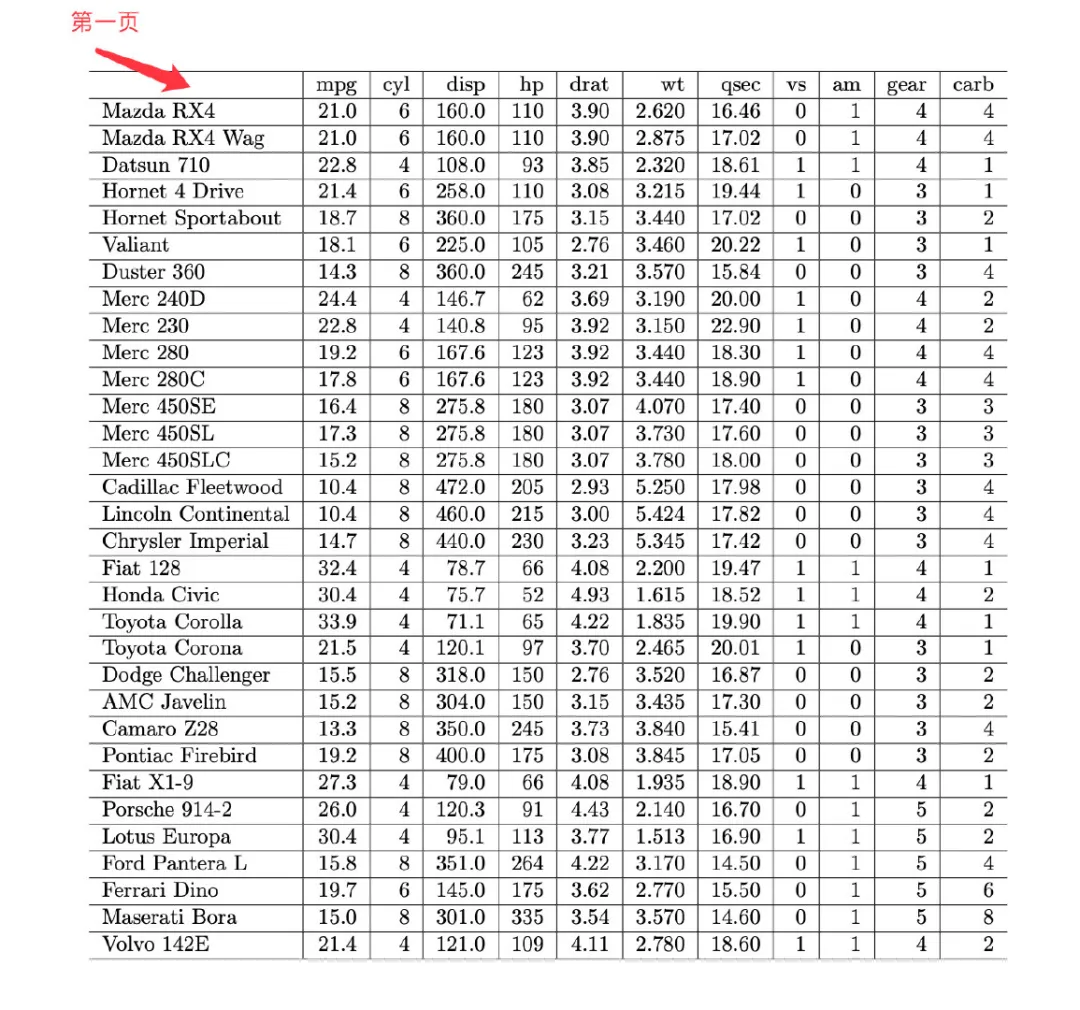 第一页
mpg cyl disp hp drat wt qsec vs am gear carb
Mazda RX4 21.0 6 160.0 110 3.90 2.620 16.46 0 1 4 4
Mazda RX4 Wag 21.0 6 160.0 110 3.90 2.875 17.02 0 1 4 4
Datsun 710 22.8 4 108.0 93 3.85 2.320 18.61 1 1 4 1
Hornet 4 Drive 21.4 6 258.0 110 3.08 3.215 19.44 1 0 3 1
Hornet Sportabout 18.7 8 360.0 175 3.15 3.440 17.02 0 0 3 2
Valiant 18.1 6 225.0 105 2.76 3.460 20.22 1 0 3 1
Duster 360 14.3 8 360.0 245 3.21 3.570 15.84 0 0 3 4
Merc 240D 24.4 4 146.7 62 3.69 3.190 20.00 1 0 4 2
Merc 230 22.8 4 140.8 95 3.92 3.150 22.90 1 0 4 2
Merc 280 19.2 6 167.6 123 3.92 3.440 18.30 1 0 4 4
Merc 280C 17.8 6 167.6 123 3.92 3.440 18.90 1 0 4 4
Merc 450SE 16.4 8 275.8 180 3.07 4.070 17.40 0 0 3 3
Merc 450SL 17.3 8 275.8 180 3.07 3.730 17.60 0 0 3 3
Merc 450SLC 15.2 8 275.8 180 3.07 3.780 18.00 0 0 3 3
Cadillac Fleetwood 10.4 8 472.0 205 2.93 5.250 17.98 0 0 3 4
Lincoln Continental 10.4 8 460.0 215 3.00 5.424 17.82 0 0 3 4
Chrysler Imperial 14.7 8 440.0 230 3.23 5.345 17.42 0 0 3 4
Fiat 128 32.4 4 78.7 66 4.08 2.200 19.47 1 1 4 1
Honda Civic 30.4 4 75.7 52 4.93 1.615 18.52 1 1 4 2
Toyota Corolla 33.9 4 71.1 65 4.22 1.835 19.90 1 1 4 1
Toyota Corona 21.5 4 120.1 97 3.70 2.465 20.01 1 0 3 1
Dodge Challenger 15.5 8 318.0 150 2.76 3.520 16.87 0 0 3 2
AMC Javelin 15.2 8 304.0 150 3.15 3.435 17.30 0 0 3 2
Camaro Z28 13.3 8 350.0 245 3.73 3.840 15.41 0 0 3 4
Pontiac Firebird 19.2 8 400.0 175 3.08 3.845 17.05 0 0 3 2
Fiat X1-9 27.3 4 79.0 66 4.08 1.935 18.90 1 1 4 1
Porsche 914-2 26.0 4 120.3 91 4.43 2.140 16.70 0 1 5 2
Lotus Europa 30.4 4 95.1 113 3.77 1.513 16.90 1 1 5 2
Ford Pantera L 15.8 8 351.0 264 4.22 3.170 14.50 0 1 5 4
Ferrari Dino 19.7 6 145.0 175 3.62 2.770 15.50 0 1 5 6
Maserati Bora 15.0 8 301.0 335 3.54 3.570 14.60 0 1 5 8
Volvo 142E 21.4 4 121.0 109 4.11 2.780 18.60 1 1 4 2